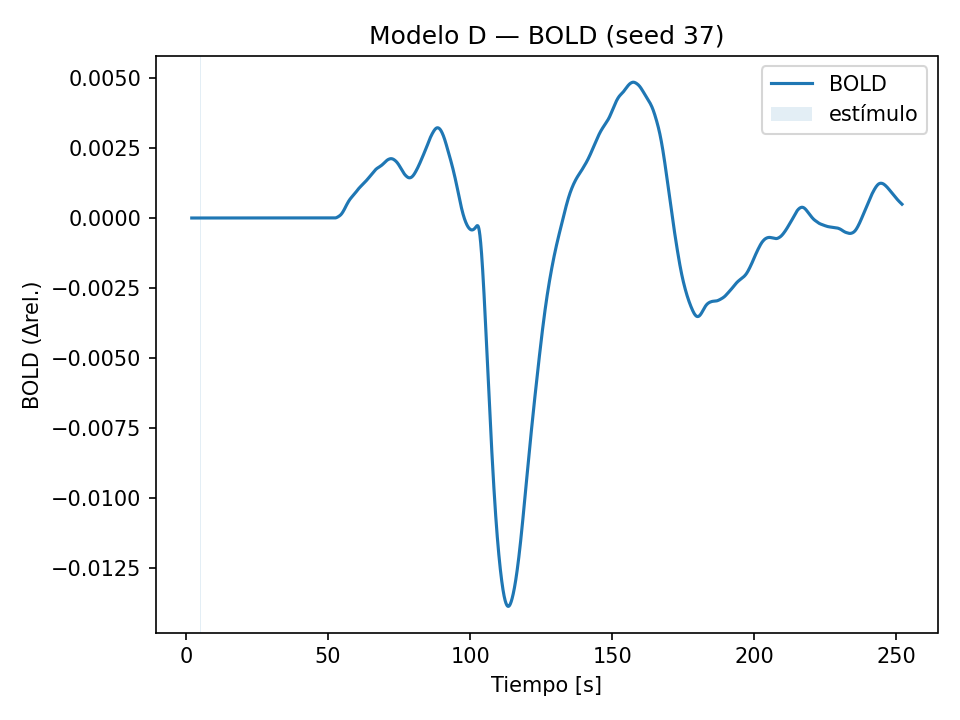 Modelo D — BOLD (seed 37)
BOLD
estímulo
0.0050
0.0025
0.0000
−0.0025
−0.0050
−0.0075
−0.0100
−0.0125
BOLD (Δrel.)
0 50 100 150 200 250
Tiempo [s]